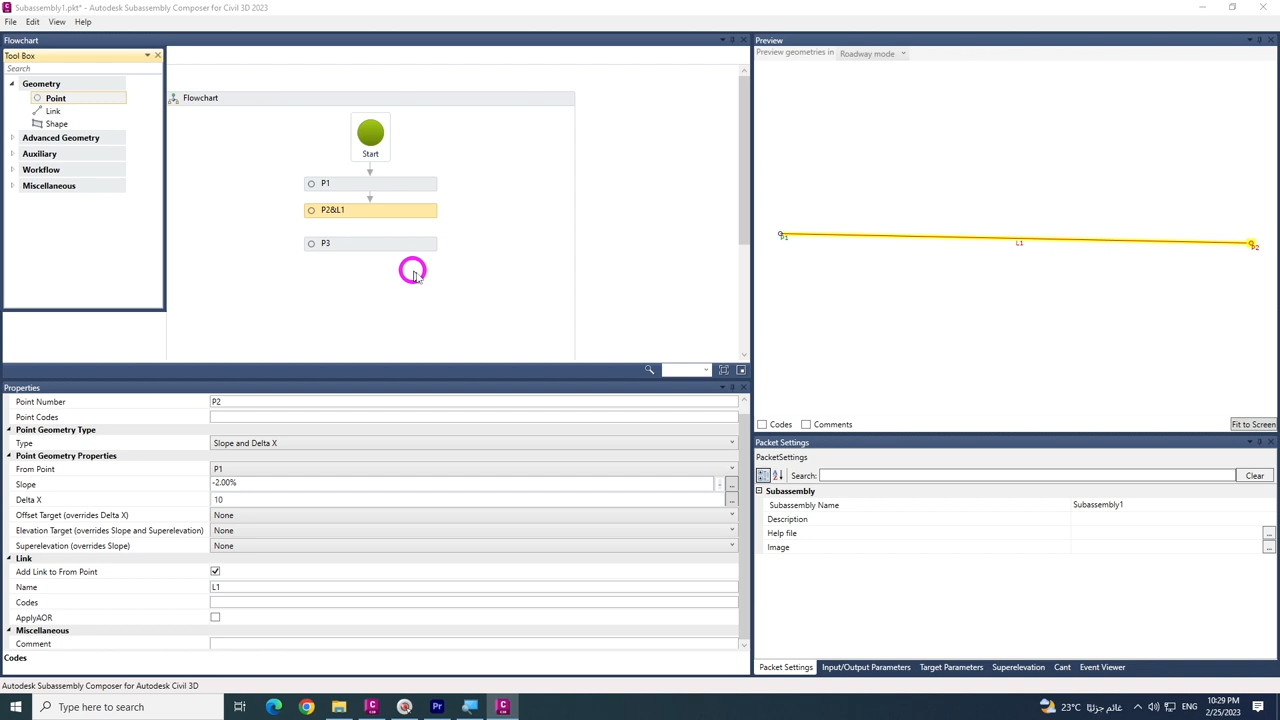 Subassembly1.pkt* - Autodesk Subassembly Composer for Civil 3D 2023
File Edit View Help
Flowchart
Tool Box
Search
Geometry
Point
Link
Shape
Advanced Geometry
Auxiliary
Workflow
Miscellaneous
Flowchart
Start
P1
P2&L1
P3
Preview
Preview geometries in Roadway mode
P1
L1
P2
Codes Comments Fit to Screen
Properties
Point Number P2
Point Codes
Point Geometry Type
Type Slope and Delta X
Point Geometry Properties
From Point P1
Slope -2.00% ...
Delta X 10 ...
Offset Target (overrides Delta X) None
Elevation Target (overrides Slope and Superelevation) None
Superelevation (overrides Slope) None
Link
Add Link to From Point
Name L1
Codes
ApplyAOR
Miscellaneous
Comment
Codes
Packet Settings
PacketSettings
Search: Clear
Subassembly
Subassembly Name Subassembly1
Description
Help file ...
Image ...
Packet Settings Input/Output Parameters Target Parameters Superelevation Cant Event Viewer
Autodesk Subassembly Composer for Autodesk Civil 3D
Type here to search
23°C غائم جزئيًا ENG
10:29 PM
2/25/2023